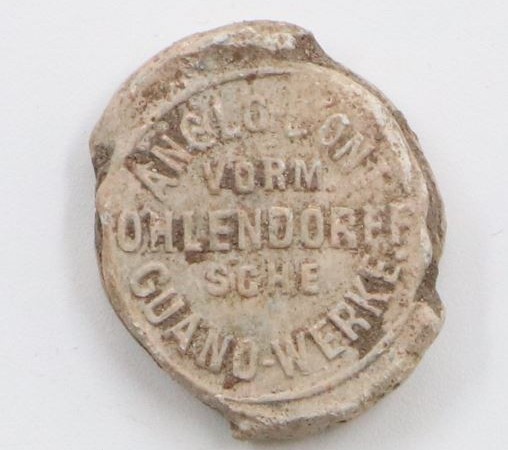 ANGLO CONT
VORM.
OHLENDORFF
SCHE
GUANO-WERKE